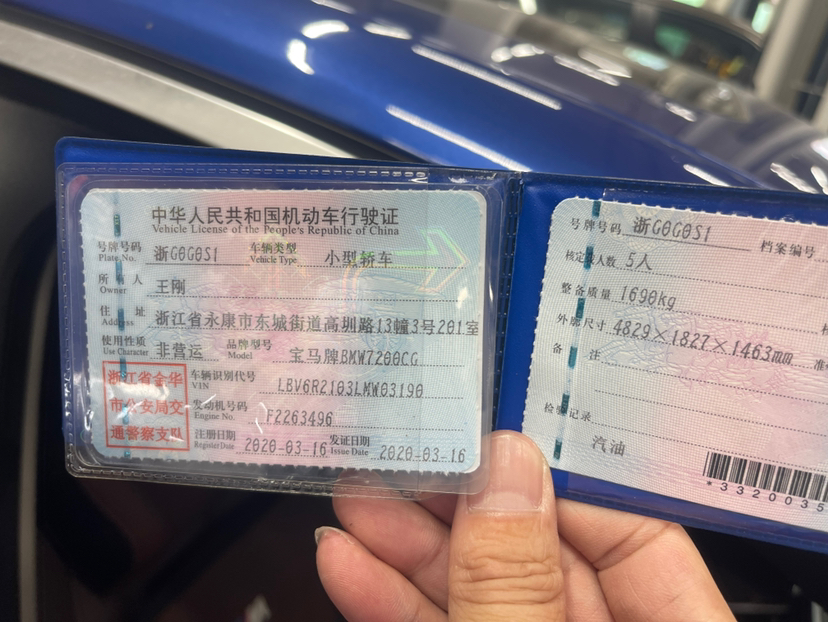 中华人民共和国机动车行驶证
Vehicle License of the People's Republic of China
号牌号码 浙G0G0S1 车辆类型 小型轿车
Plate No. Vehicle Type
所有人 王刚
Owner
住址 浙江省永康市东城街道高圳路13幢3号201室
Address
使用性质 非营运 品牌型号 宝马牌BMW7200CG
Use Character Model
浙江省金华
市公安局交
通警察支队
车辆识别代号 LBV6R2103LMW03190
VIN
发动机号码 F2263496
Engine No.
注册日期 2020-03-16 发证日期 2020-03-16
Register Date Issue Date
号牌号码 浙G0G0S1 档案编号
核定载人数 5人
整备质量 1690kg
外廓尺寸 4829×1827×1463mm
备注
检验记录
汽油
*3320035